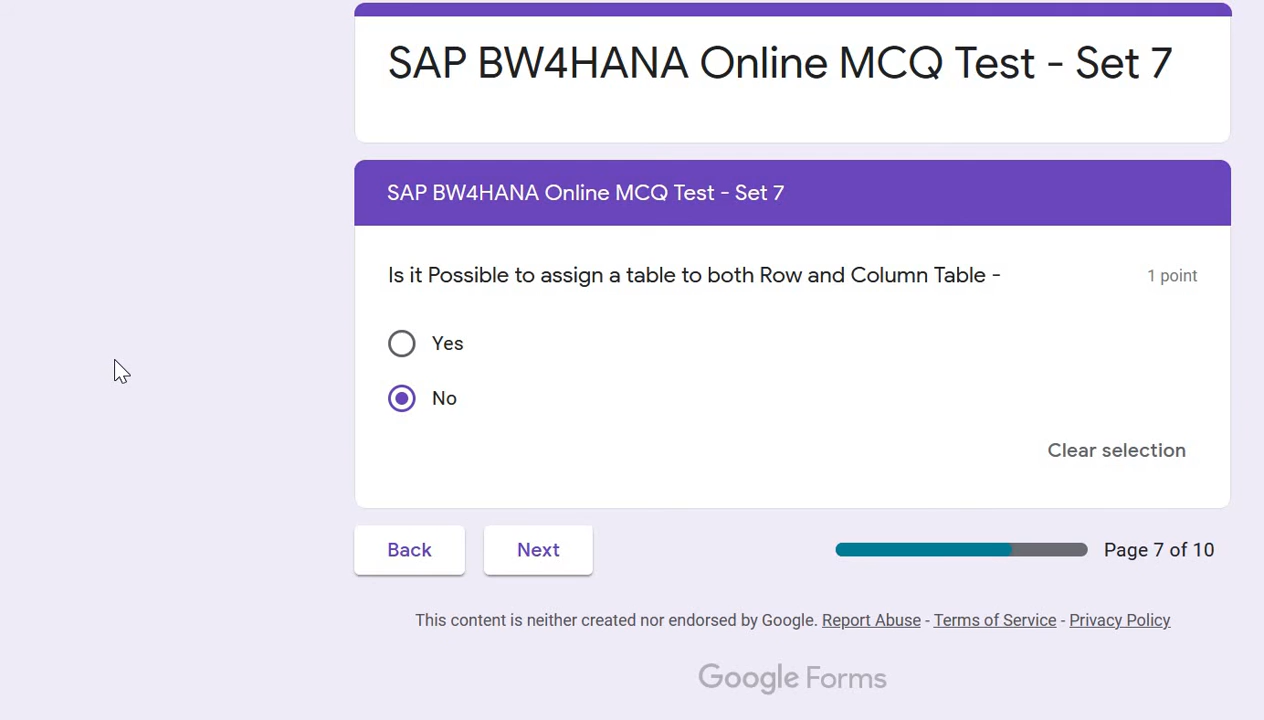 SAP BW4HANA Online MCQ Test - Set 7
SAP BW4HANA Online MCQ Test - Set 7
Is it Possible to assign a table to both Row and Column Table -
1 point
Yes
No
Clear selection
Back
Next
Page 7 of 10
This content is neither created nor endorsed by Google. Report Abuse - Terms of Service - Privacy Policy
Google Forms